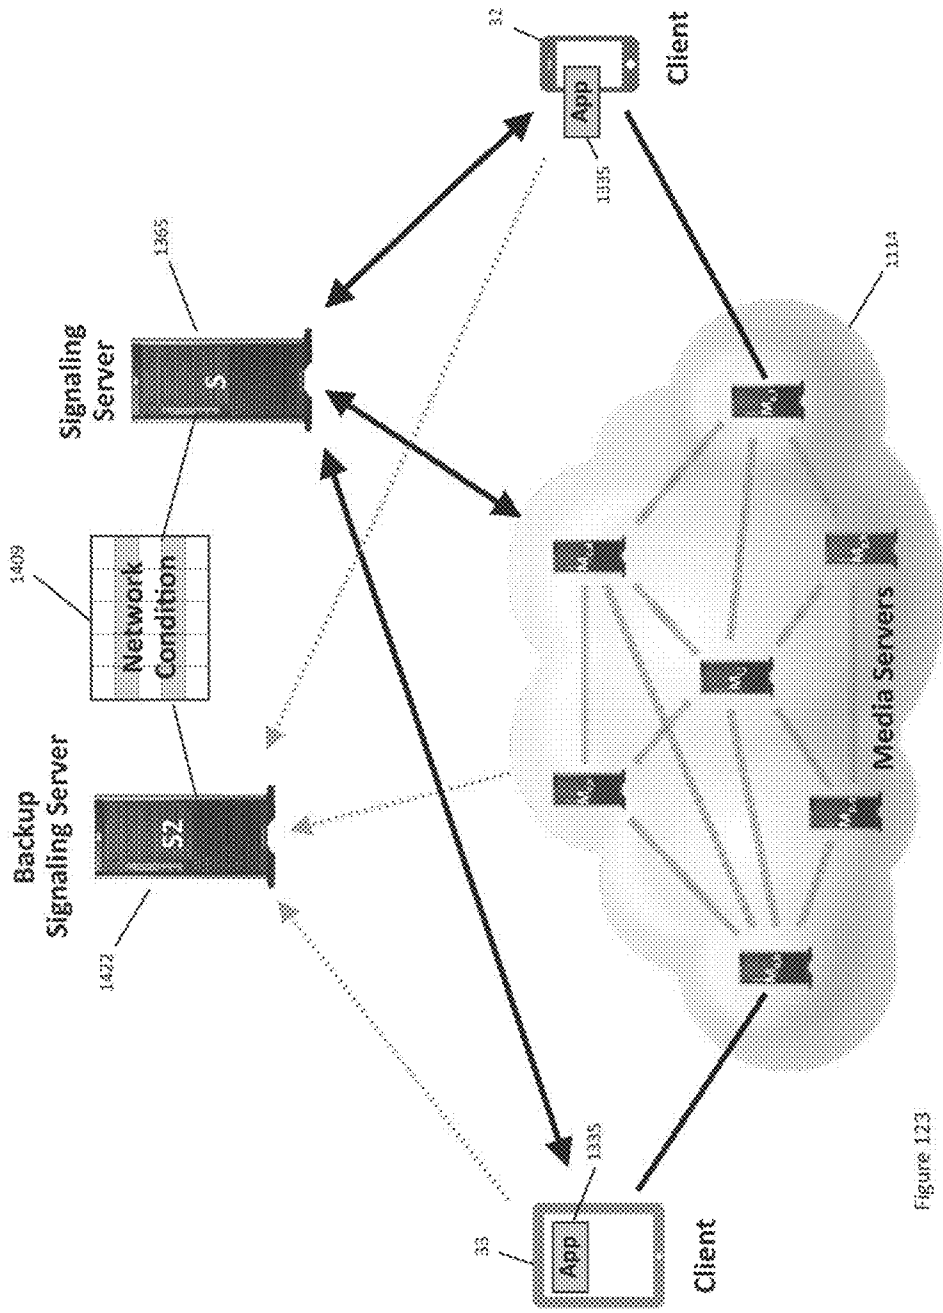 Backup
Signaling Server
1422
S2
1409
Network
Condition
Signaling
Server
1365
S
33
App
1335
Client
32
App
1335
Client
1114
Media Servers
Figure 123